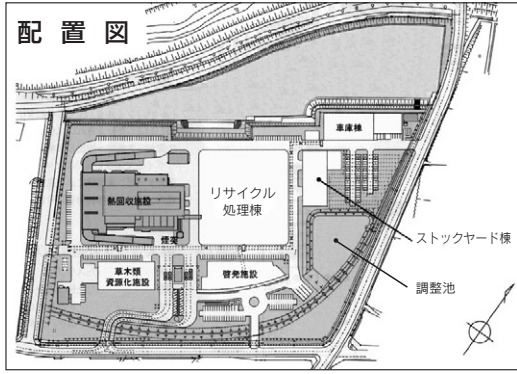 配置図
車庫棟
リサイクル
処理棟
熱回収施設
ストックヤード棟
煙突
草木類
資源化施設
啓発施設
調整池